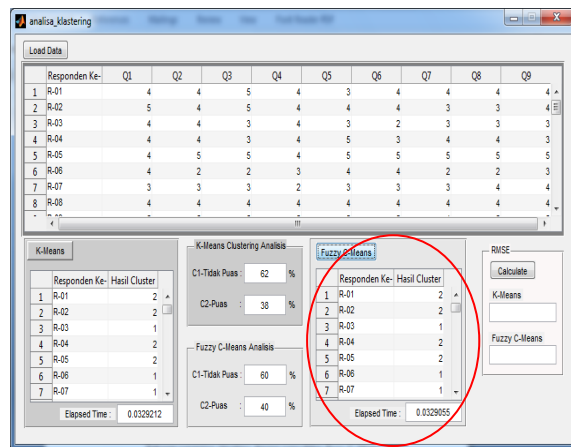 analisa_klastering
Load Data
Responden Ke- Q1 Q2 Q3 Q4 Q5 Q6 Q7 Q8 Q9
1 R-01 4 4 5 4 3 4 4 4 4
2 R-02 5 4 5 4 4 4 3 3 4
3 R-03 4 4 3 4 3 2 3 3 3
4 R-04 4 4 3 4 5 3 4 4 3
5 R-05 4 5 5 4 5 5 5 5 5
6 R-06 4 2 2 3 4 4 2 2 3
7 R-07 3 3 3 2 3 3 3 4 4
8 R-08 4 4 4 4 4 4 4 4 4
K-Means
Responden Ke- Hasil Cluster
1 R-01 2
2 R-02 2
3 R-03 1
4 R-04 2
5 R-05 2
6 R-06 1
7 R-07 1
Elapsed Time : 0.0329212
K-Means Clustering Analisis
C1-Tidak Puas : 62 %
C2-Puas : 38 %
Fuzzy C-Means Analisis
C1-Tidak Puas : 60 %
C2-Puas : 40 %
Fuzzy C-Means
Responden Ke- Hasil Cluster
1 R-01 2
2 R-02 2
3 R-03 1
4 R-04 2
5 R-05 2
6 R-06 1
7 R-07 1
Elapsed Time : 0.0329055
RMSE
Calculate
K-Means
Fuzzy C-Means